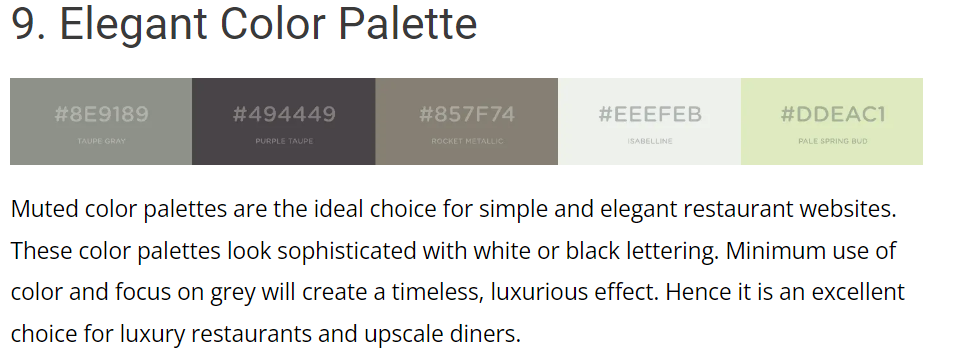 9. Elegant Color Palette
#8E9189 #494449 #857F74 #EEEFEB #DDEAC1
TAUPE GRAY PURPLE TAUPE ROCKET METALLIC ISABELLINE PALE SPRING BUD
Muted color palettes are the ideal choice for simple and elegant restaurant websites.
These color palettes look sophisticated with white or black lettering. Minimum use of
color and focus on grey will create a timeless, luxurious effect. Hence it is an excellent
choice for luxury restaurants and upscale diners.